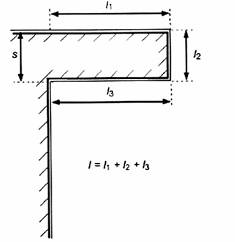 l₁
s
l₂
l₃
l = l₁ + l₂ + l₃